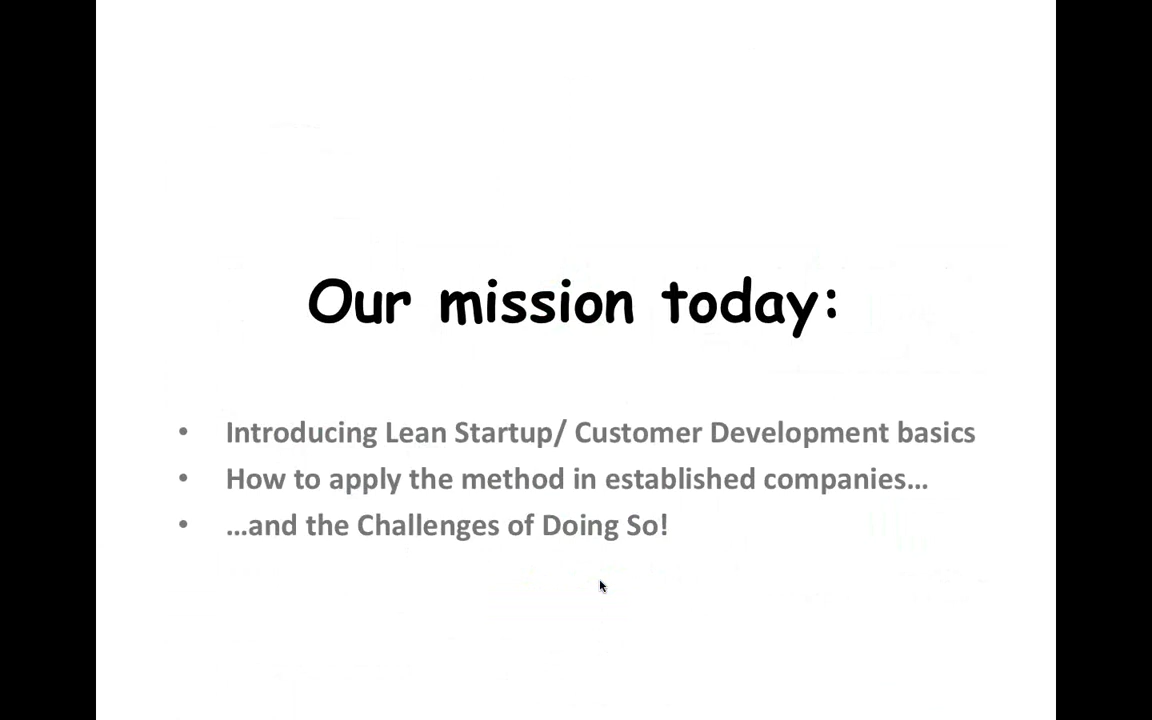 Our mission today:
• Introducing Lean Startup/ Customer Development basics
• How to apply the method in established companies…
• …and the Challenges of Doing So!